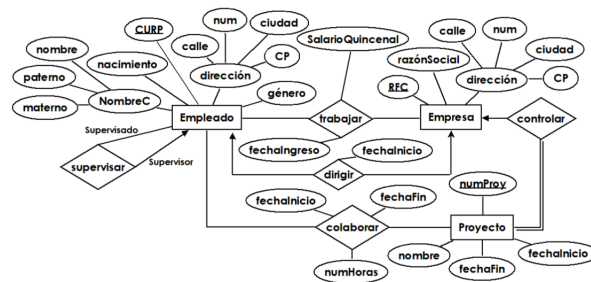 CURP
num
ciudad
calle
CP
dirección
nombre
nacimiento
paterno
NombreC
materno
género
Empleado
Supervisado
Supervisor
supervisar
SalarioQuincenal
trabajar
fechaIngreso
fechaInicio
dirigir
calle
num
ciudad
razónSocial
dirección
CP
RFC
Empresa
controlar
fechaInicio
fechaFin
colaborar
numHoras
numProy
Proyecto
nombre
fechaFin
fechaInicio